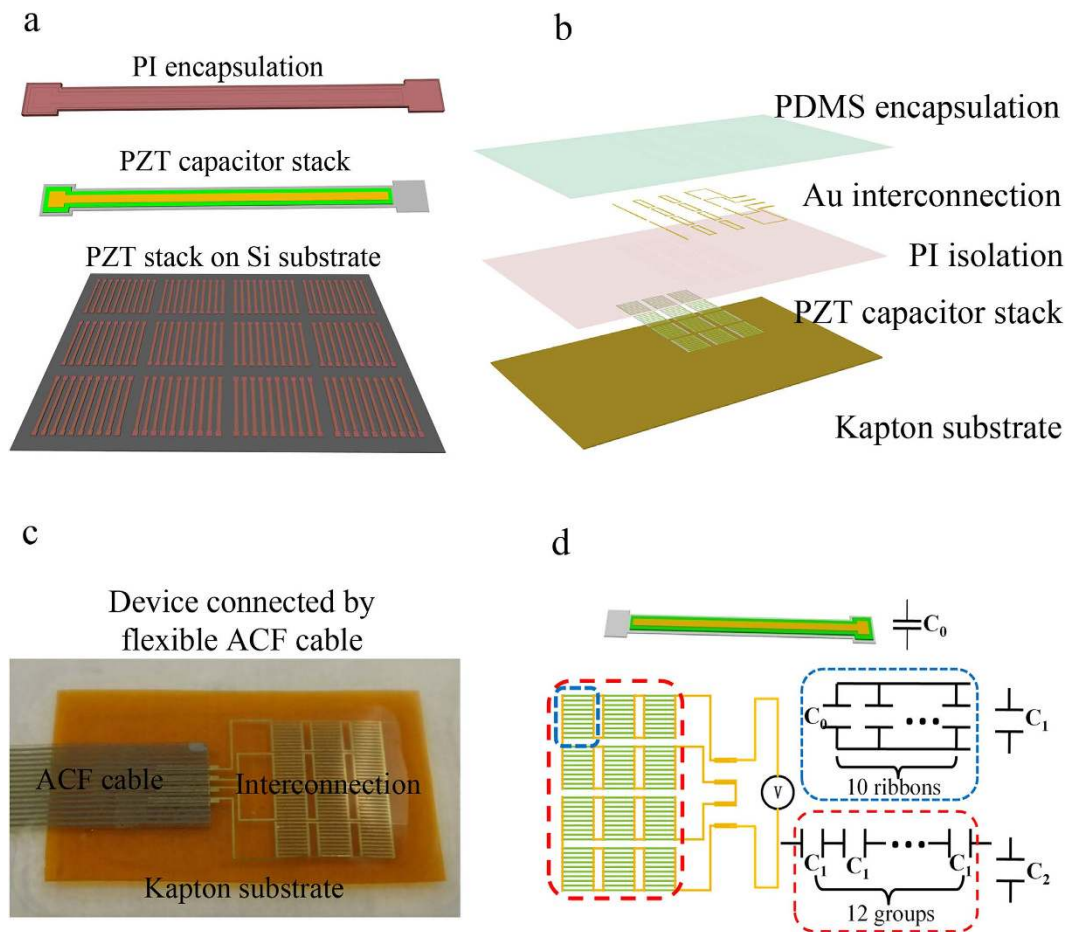 a
PI encapsulation
PZT capacitor stack
PZT stack on Si substrate
b
PDMS encapsulation
Au interconnection
PI isolation
PZT capacitor stack
Kapton substrate
c
Device connected by
flexible ACF cable
ACF cable
Interconnection
Kapton substrate
d
C₀
C₀
10 ribbons
C₁
V
C₁ C₁ C₁
12 groups
C₂